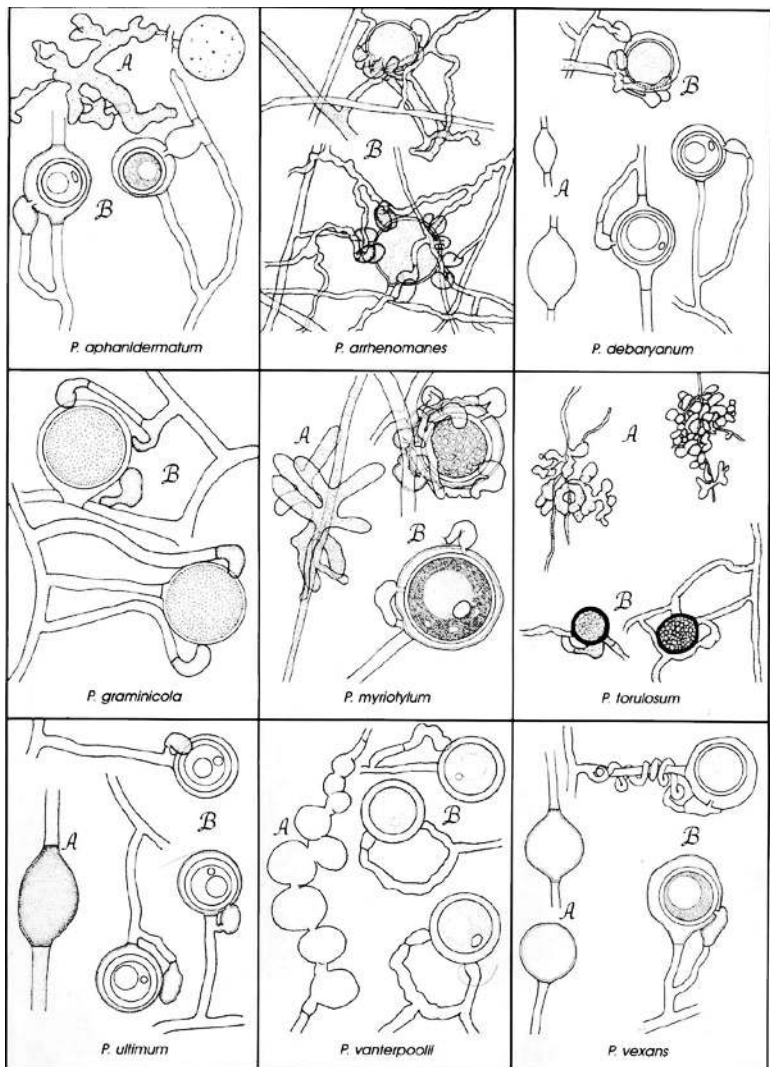 A
B
P. aphanidermatum
B
P. arrhenomanes
B
A
P. debaryanum
B
P. graminicola
A
B
P. myriotylum
A
B
P. torulosum
B
A
P. ultimum
A
B
P. vanterpoolii
B
A
P. vexans